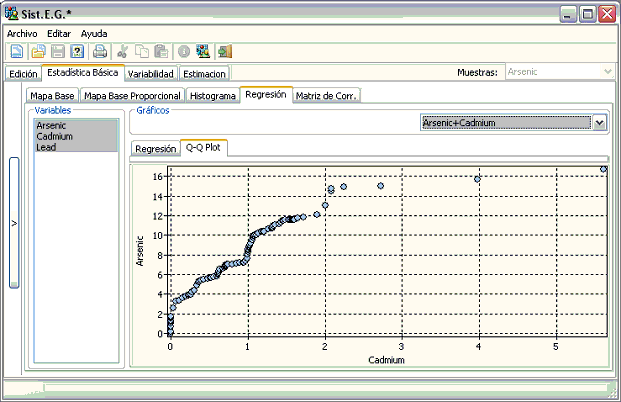 Sist.E.G.*
Archivo Editar Ayuda
Edición Estadística Básica Variabilidad Estimacion Muestras: Arsenic
Mapa Base Mapa Base Proporcional Histograma Regresión Matriz de Corr.
Variables
Arsenic
Cadmium
Lead
>
Gráficos
Arsenic+Cadmium
Regresión Q-Q Plot
16
14
12
10
8
6
4
2
0
Arsenic
0 1 2 3 4 5
Cadmium